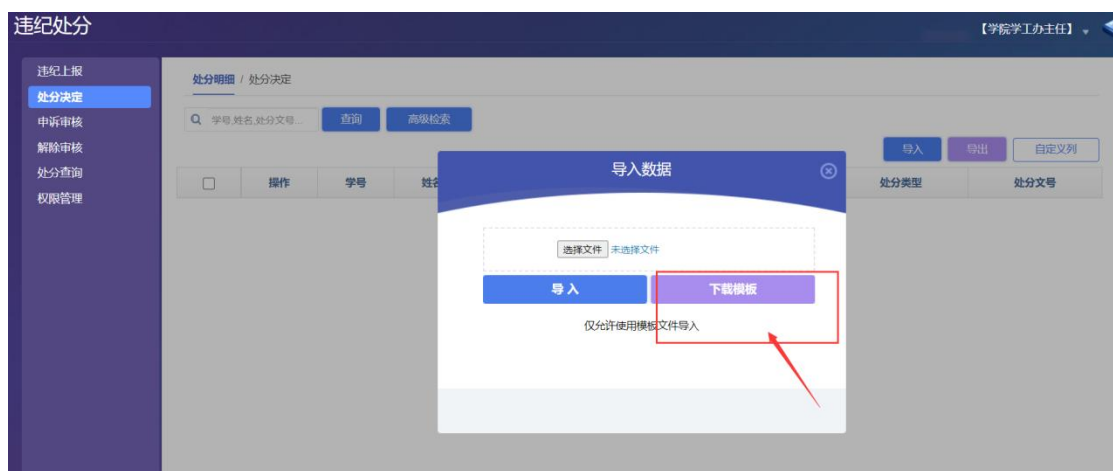 违纪处分
【学院学工办主任】
违纪上报
处分决定
申诉审核
解除审核
处分查询
权限管理
处分明细 / 处分决定
学号,姓名,处分文号...
查询
高级检索
导入
导出
自定义列
操作
学号
姓名
处分类型
处分文号
导入数据
选择文件 未选择文件
导入
下载模板
仅允许使用模板文件导入